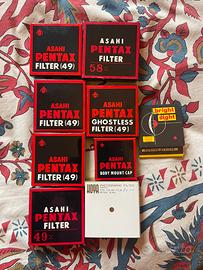 ASAHI
PENTAX
FILTER (49)
ASAHI
PENTAX
FILTER
58
ASAHI
PENTAX
FILTER (49)
ASAHI
PENTAX
GHOSTLESS
FILTER (49)
bright
tight
ASAHI
PENTAX
FILTER (49)
ASAHI
PENTAX
BODY MOUNT CAP
ASAHI
PENTAX
FILTER
49
HOYA